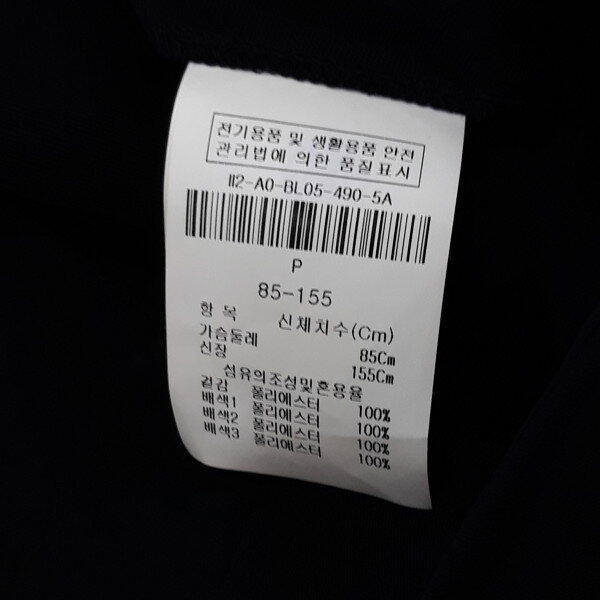 전기용품 및 생활용품 안전
관리법에 의한 품질표시
II2-A0-BL05-490-5A
P
85-155
항 목 신체치수(Cm)
가슴둘레 85Cm
신장 155Cm
섬유의조성및혼용율
겉감 폴리에스터 100%
배색1 폴리에스터 100%
배색2 폴리에스터 100%
배색3 폴리에스터 100%